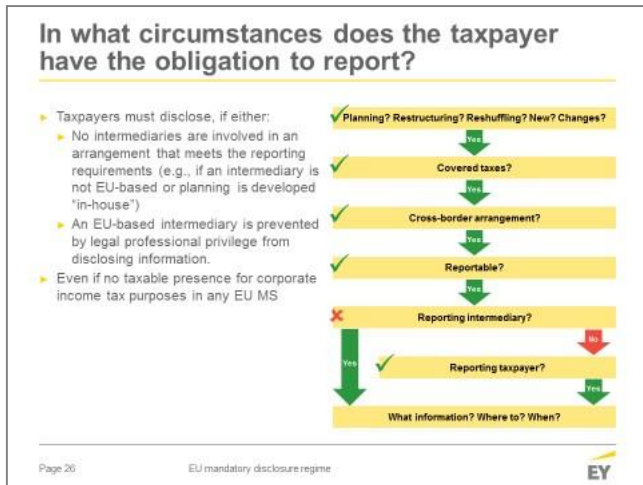 In what circumstances does the taxpayer
have the obligation to report?
► Taxpayers must disclose, if either:
► No intermediaries are involved in an
arrangement that meets the reporting
requirements (e.g., if an intermediary is
not EU-based or planning is developed
“in-house”)
► An EU-based intermediary is prevented
by legal professional privilege from
disclosing information.
► Even if no taxable presence for corporate
income tax purposes in any EU MS
Planning? Restructuring? Reshuffling? New? Changes?
Yes
Covered taxes?
Yes
Cross-border arrangement?
Yes
Reportable?
Yes
Reporting intermediary?
No
Yes
Reporting taxpayer?
Yes
What information? Where to? When?
Page 26
EU mandatory disclosure regime
EY